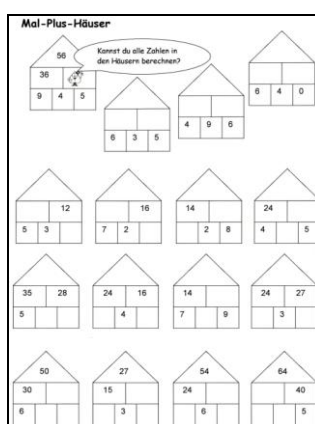 Mal-Plus-Häuser
Kannst du alle Zahlen in
den Häusern berechnen?
56
36
9 4 5
6 3 5
4 9 6
6 4 0
12 16 14 24
5 3 7 2 2 8 4 5
35 28 24 16 14 24 27
5 4 7 9 3
50 27 54 64
30 15 24 40
6 3 6 5